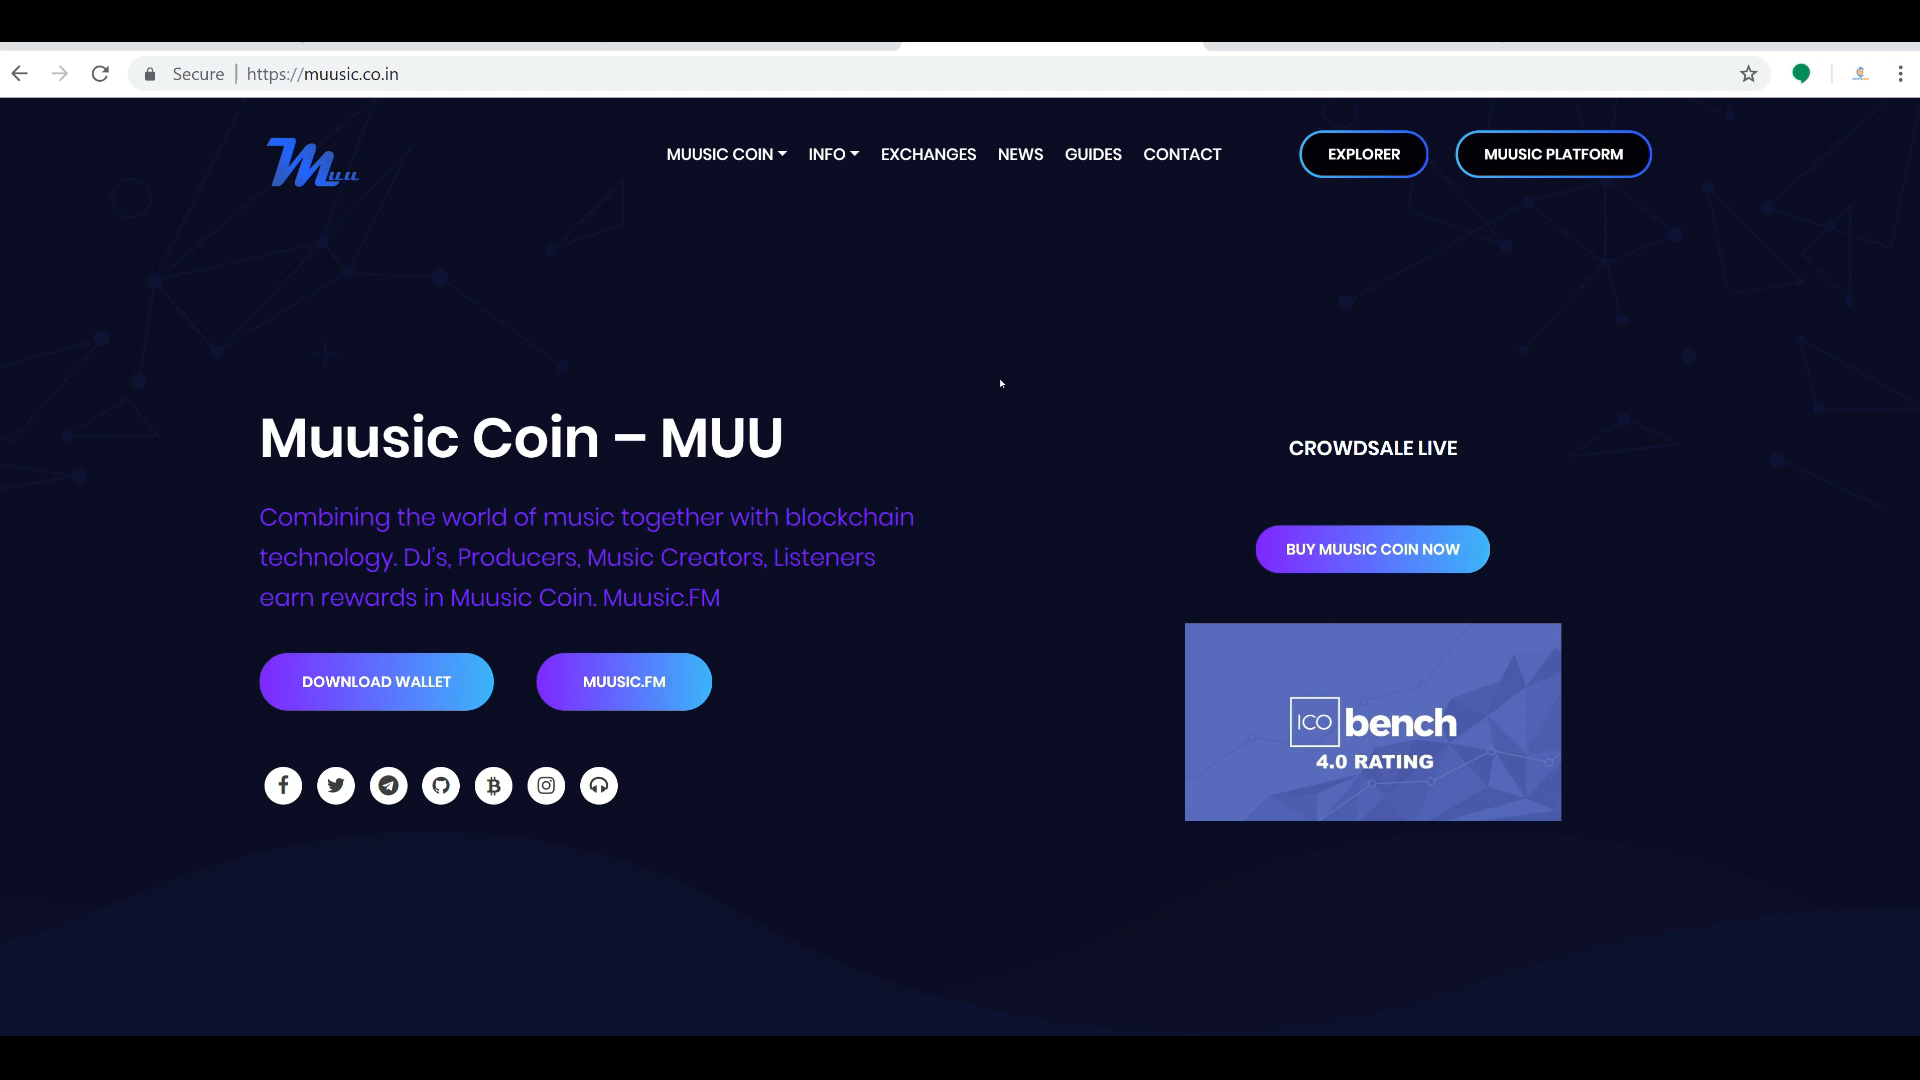 Secure
https://muusic.co.in
Muu
MUUSIC COIN
INFO
EXCHANGES
NEWS
GUIDES
CONTACT
EXPLORER
MUUSIC PLATFORM
Muusic Coin – MUU
Combining the world of music together with blockchain
technology. DJ's, Producers, Music Creators, Listeners
earn rewards in Muusic Coin. Muusic.FM
DOWNLOAD WALLET
MUUSIC.FM
CROWDSALE LIVE
BUY MUUSIC COIN NOW
ICO bench
4.0 RATING